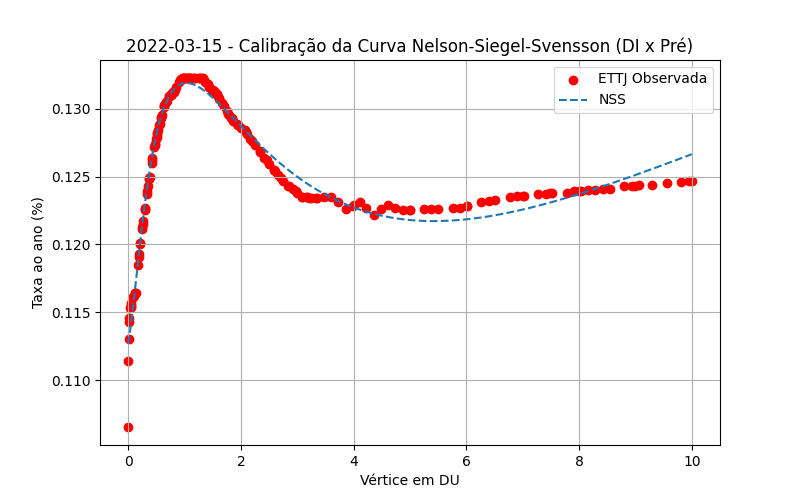 2022-03-15 - Calibração da Curva Nelson-Siegel-Svensson (DI x Pré)
ETTJ Observada
NSS
Taxa ao ano (%)
0.130
0.125
0.120
0.115
0.110
0 2 4 6 8 10
Vértice em DU